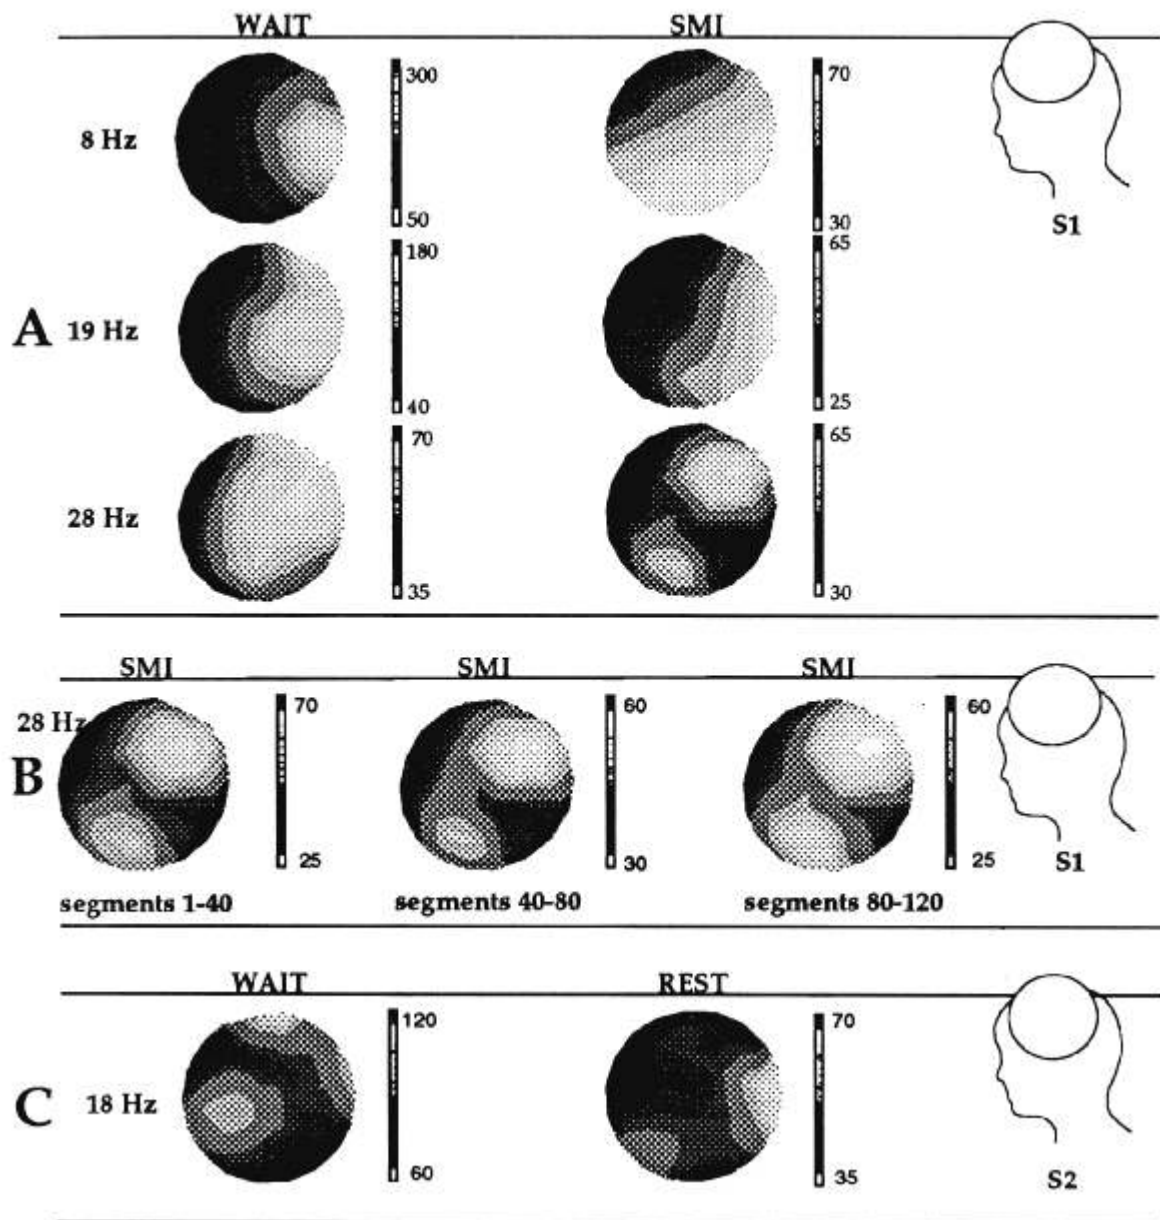 WAIT SMI
8 Hz 300 50 70 30 S1
A 19 Hz 180 40 65 25
28 Hz 70 35 65 30
SMI SMI SMI
28 Hz 70 25 60 30 60 25 S1
B
segments 1-40 segments 40-80 segments 80-120
WAIT REST
C 18 Hz 120 60 70 35 S2